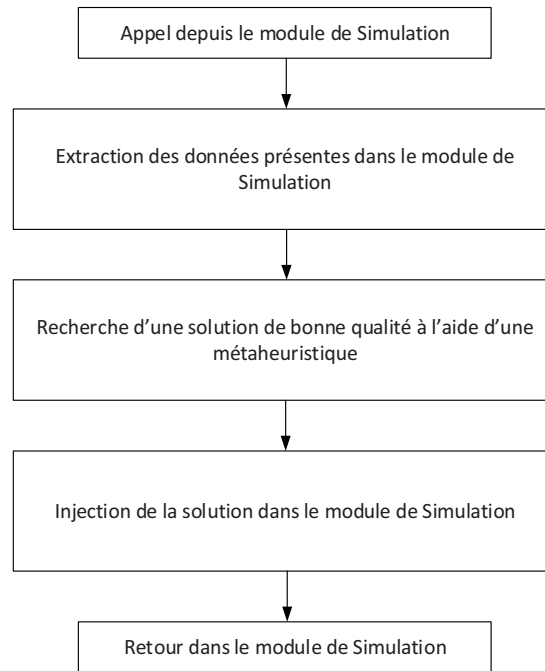 Appel depuis le module de Simulation
Extraction des données présentes dans le module de
Simulation
Recherche d’une solution de bonne qualité à l’aide d’une
métaheuristique
Injection de la solution dans le module de Simulation
Retour dans le module de Simulation